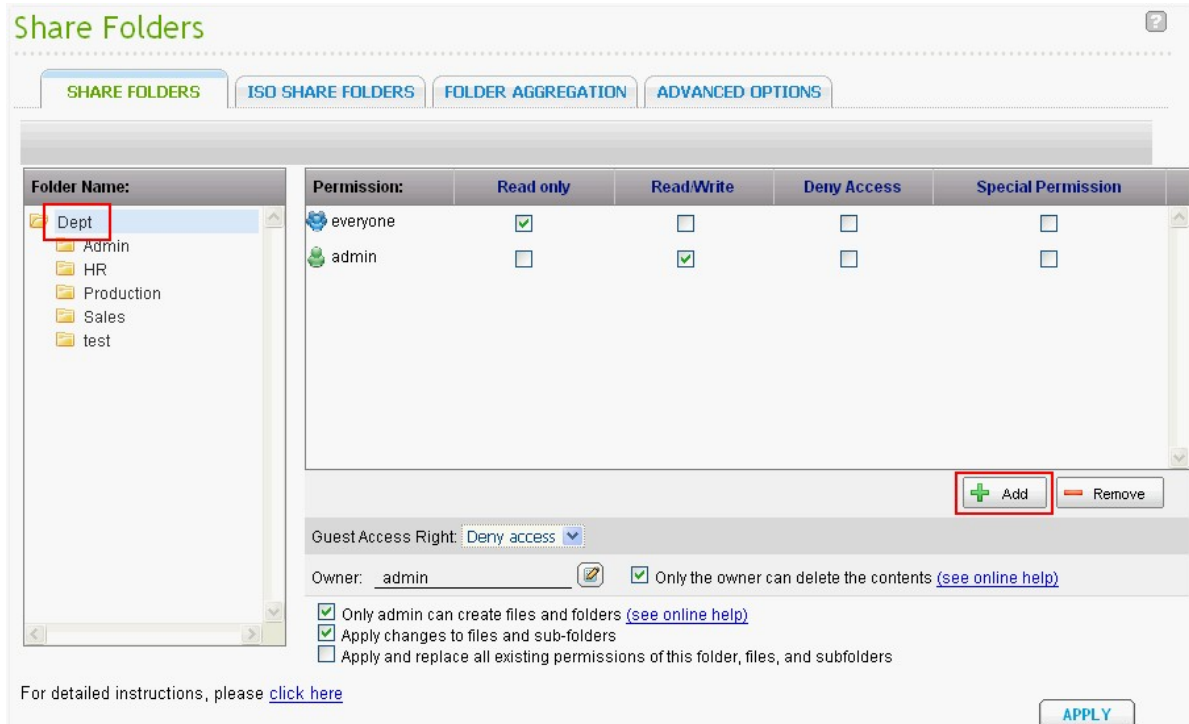 Share Folders
?
SHARE FOLDERS ISO SHARE FOLDERS FOLDER AGGREGATION ADVANCED OPTIONS
Folder Name: Permission: Read only Read/Write Deny Access Special Permission
Dept everyone
Admin admin
HR
Production
Sales
test
Add Remove
Guest Access Right: Deny access
Owner: admin Only the owner can delete the contents (see online help)
Only admin can create files and folders (see online help)
Apply changes to files and sub-folders
Apply and replace all existing permissions of this folder, files, and subfolders
For detailed instructions, please click here
APPLY